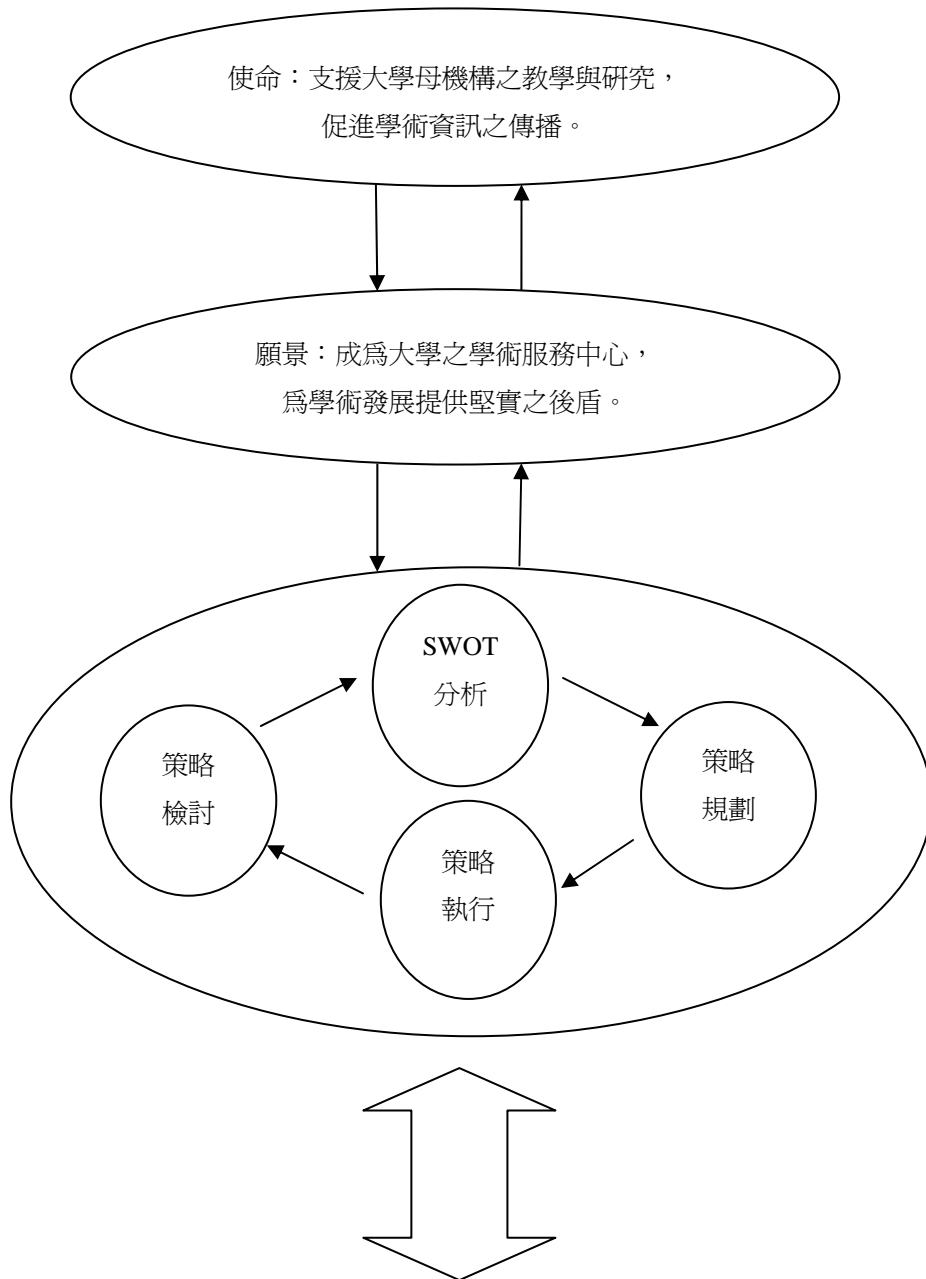 使命：支援大學母機構之教學與研究，
促進學術資訊之傳播。
願景：成為大學之學術服務中心，
為學術發展提供堅實之後盾。
SWOT
分析
策略
檢討
策略
規劃
策略
執行